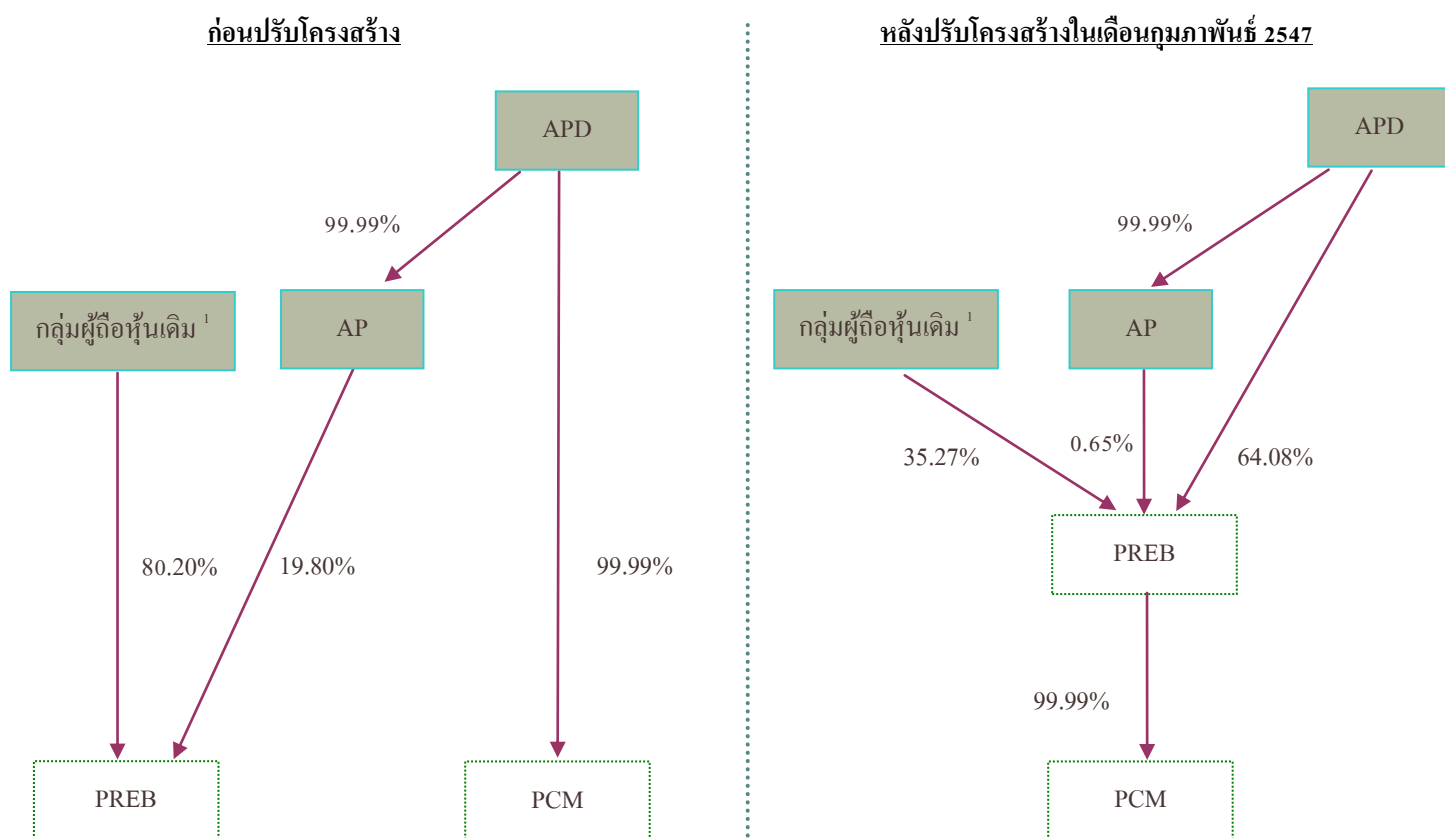 ก่อนปรับโครงสร้าง
APD
99.99%
กลุ่มผู้ถือหุ้นเดิม 1
AP
80.20%
19.80%
99.99%
PREB
PCM
หลังปรับโครงสร้างในเดือนกุมภาพันธ์ 2547
APD
99.99%
กลุ่มผู้ถือหุ้นเดิม 1
AP
35.27%
0.65%
64.08%
PREB
99.99%
PCM